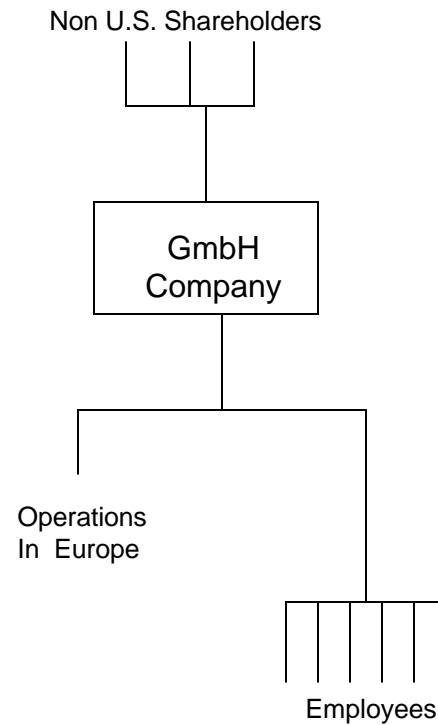 Non U.S. Shareholders
GmbH
Company
Operations
In Europe
Employees